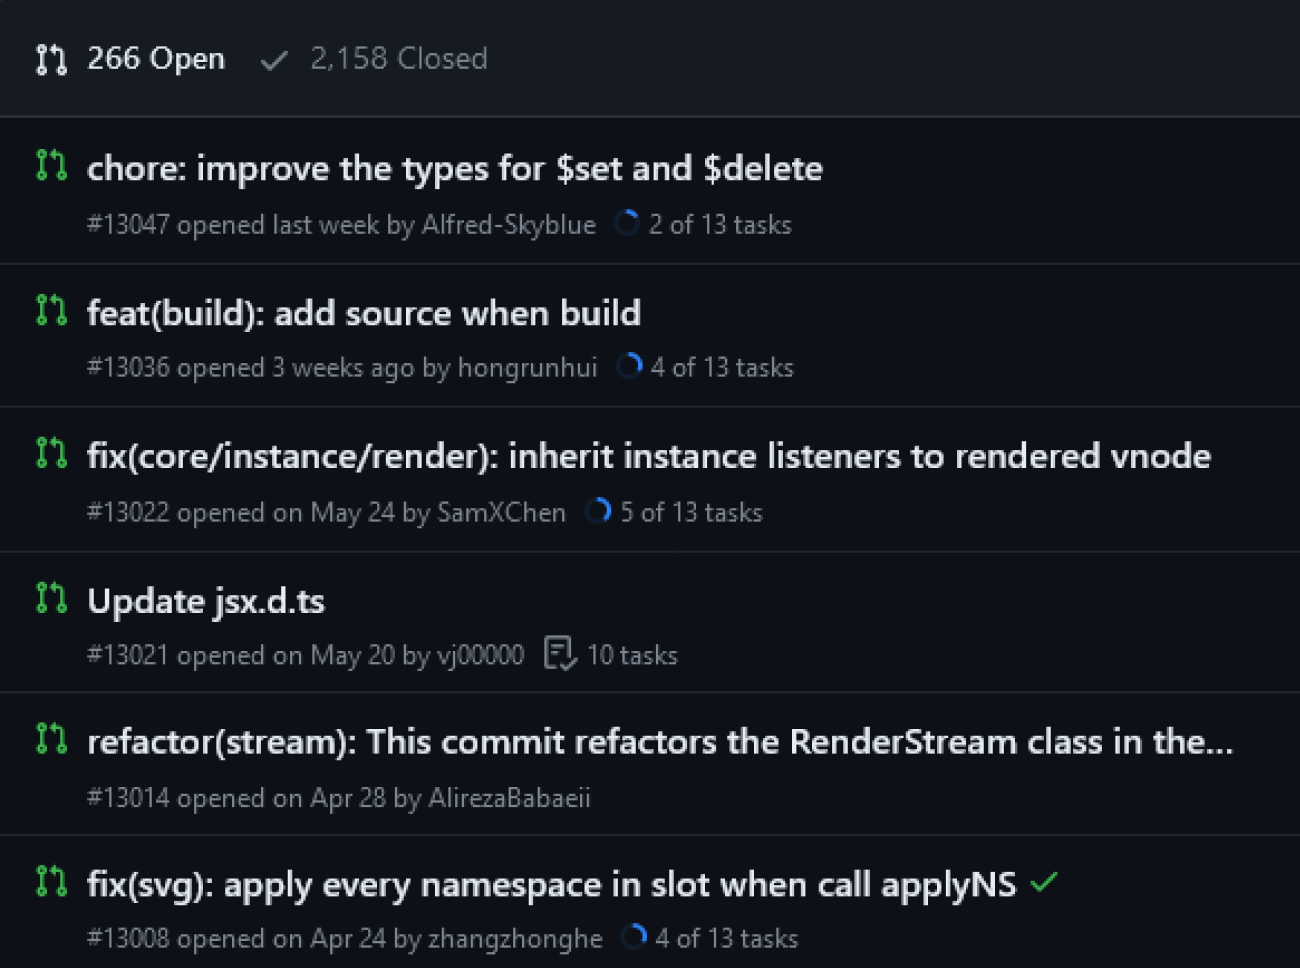 266 Open 2,158 Closed
chore: improve the types for $set and $delete
#13047 opened last week by Alfred-Skyblue 2 of 13 tasks
feat(build): add source when build
#13036 opened 3 weeks ago by hongrunhui 4 of 13 tasks
fix(core/instance/render): inherit instance listeners to rendered vnode
#13022 opened on May 24 by SamXChen 5 of 13 tasks
Update jsx.d.ts
#13021 opened on May 20 by vj00000 10 tasks
refactor(stream): This commit refactors the RenderStream class in the...
#13014 opened on Apr 28 by AlirezaBabaeii
fix(svg): apply every namespace in slot when call applyNS
#13008 opened on Apr 24 by zhangzhonghe 4 of 13 tasks